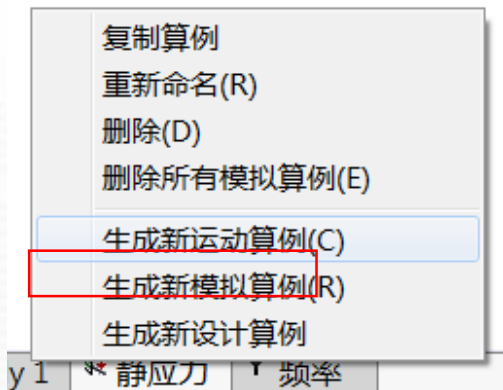 复制算例
重新命名(R)
删除(D)
删除所有模拟算例(E)
生成新运动算例(C)
生成新模拟算例(R)
生成新设计算例
y 1 静应力 频率